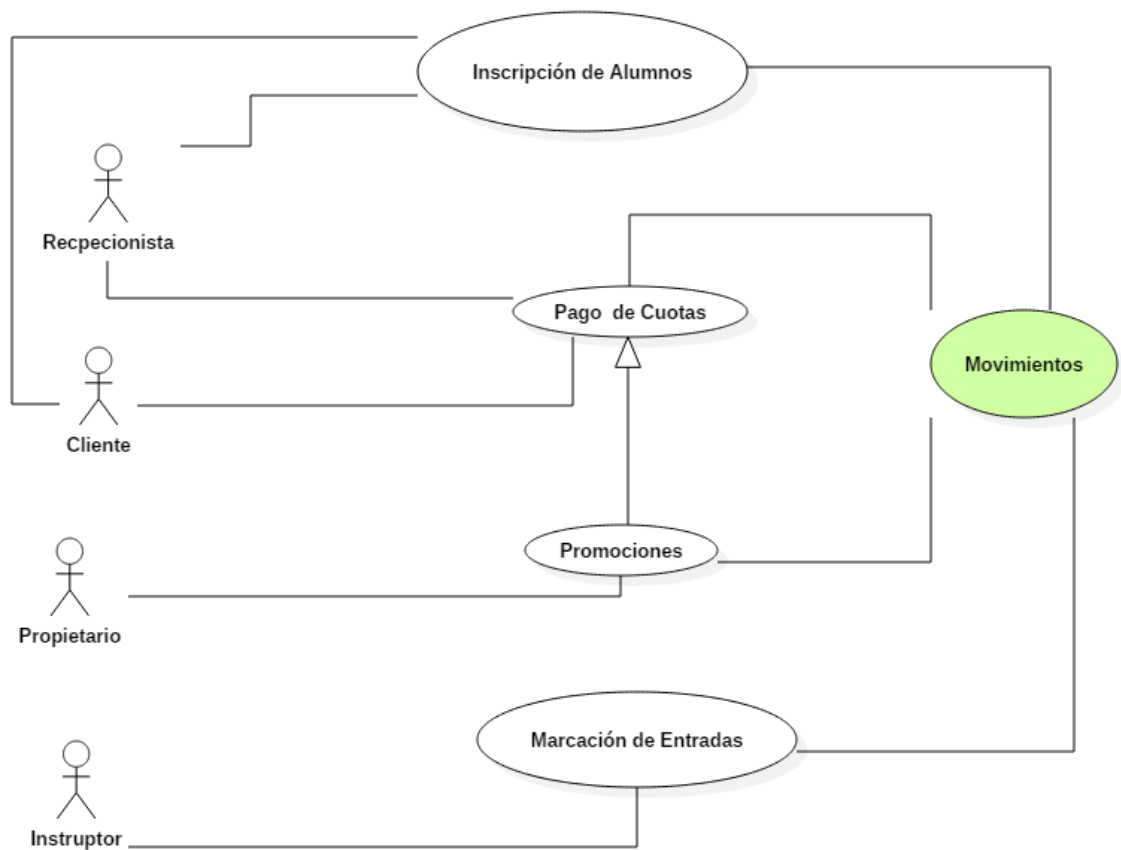 Inscripción de Alumnos
Recpecionista
Pago de Cuotas
Movimientos
Cliente
Promociones
Propietario
Marcación de Entradas
Instruptor